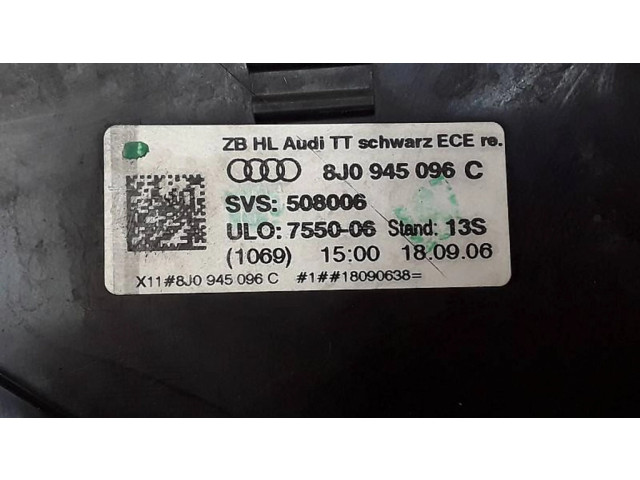 ZB HL Audi TT schwarz ECE re.
8J0 945 096 C
SVS: 508006
ULO: 7550-06 Stand: 13S
(1069) 15:00 18.09.06
X11#8J0 945 096 C #1##18090638=